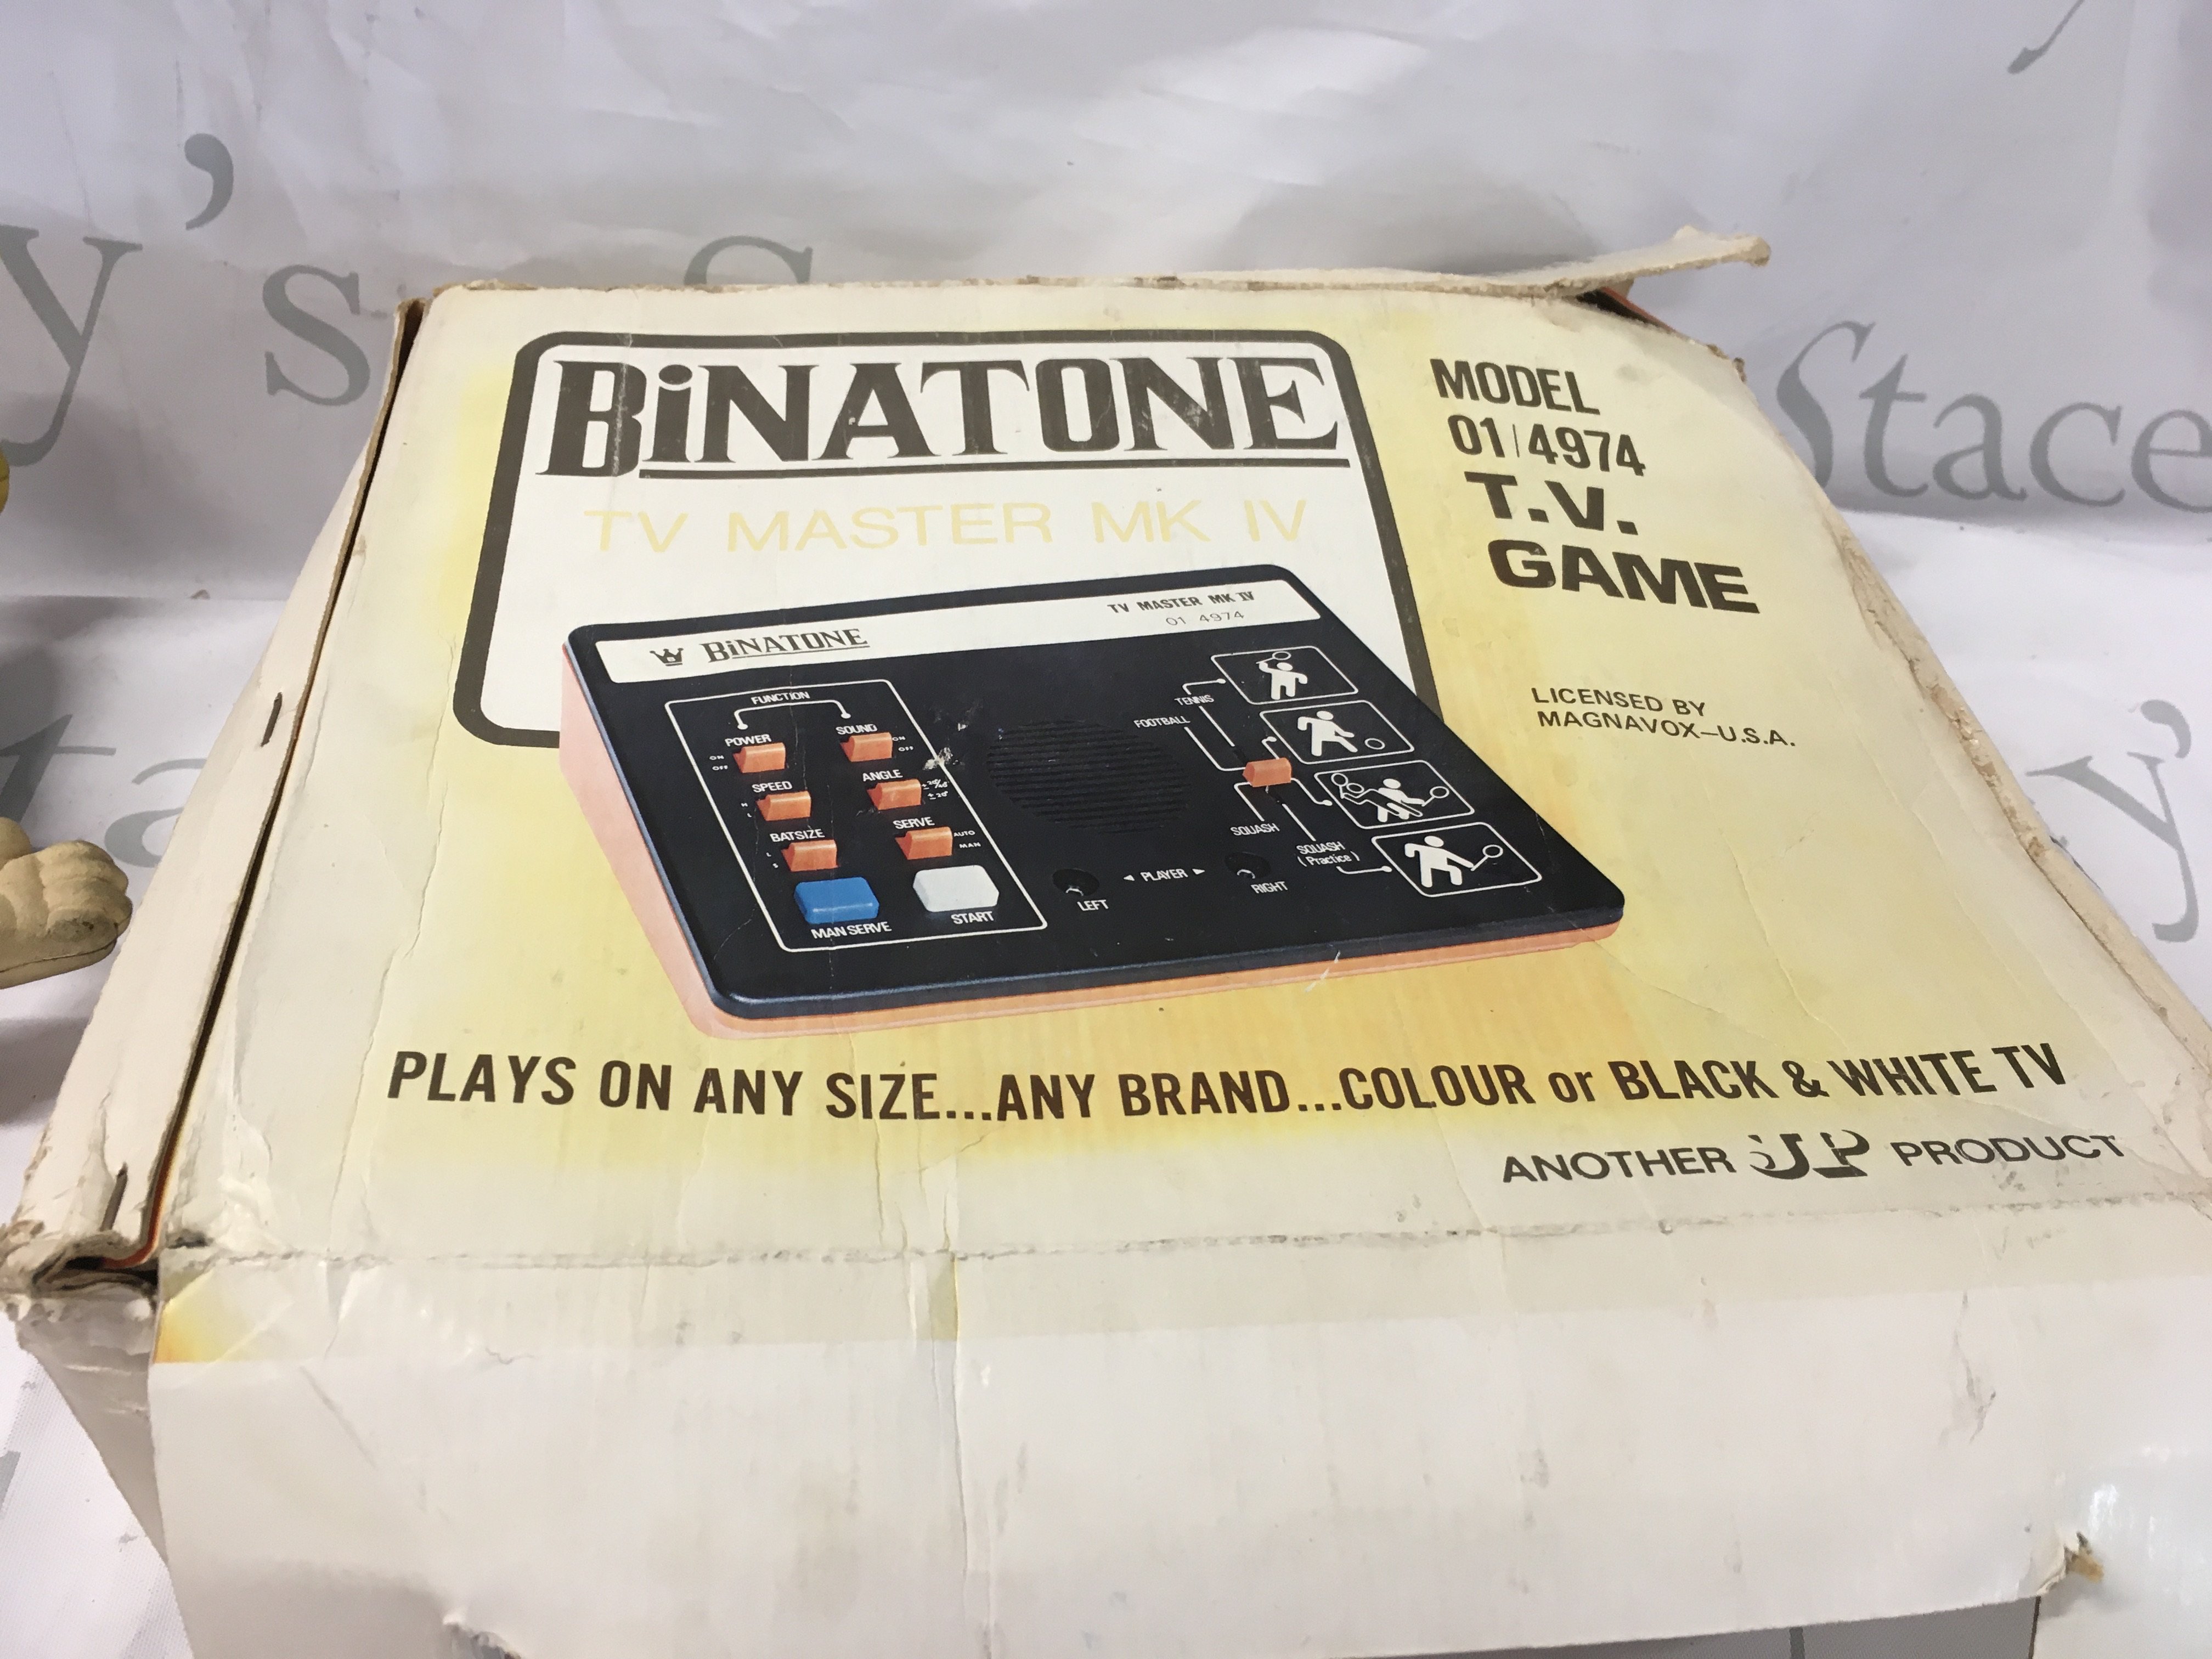 y's S
Stace
y'
BiNATONE
TV MASTER MK IV
MODEL
01/4974
T.V.
GAME
LICENSED BY
MAGNAVOX-U.S.A.
BiNATONE
TV MASTER MK IV
01 4974
FUNCTION
POWER
ON
OFF
SOUND
ON
OFF
SPEED
H
L
ANGLE
±20°
BATSIZE
L
S
SERVE
AUTO
MAN
MAN SERVE
START
TENNIS
FOOTBALL
SQUASH
SQUASH
(Practice)
◄ PLAYER ►
LEFT
RIGHT
PLAYS ON ANY SIZE...ANY BRAND...COLOUR or BLACK & WHITE TV
ANOTHER PRODUCT